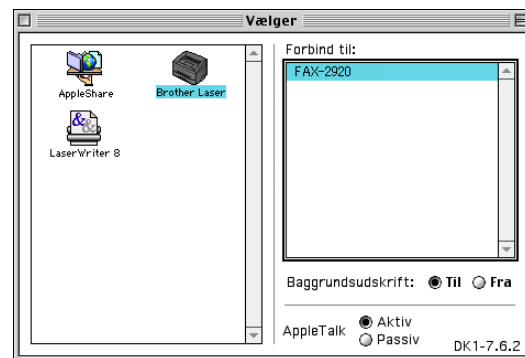 Vælger
AppleShare
Brother Laser
LaserWriter 8
Forbind til:
FAX-2920
Baggrundsudskrift: Til Fra
AppleTalk Aktiv
Passiv
DK1-7.6.2